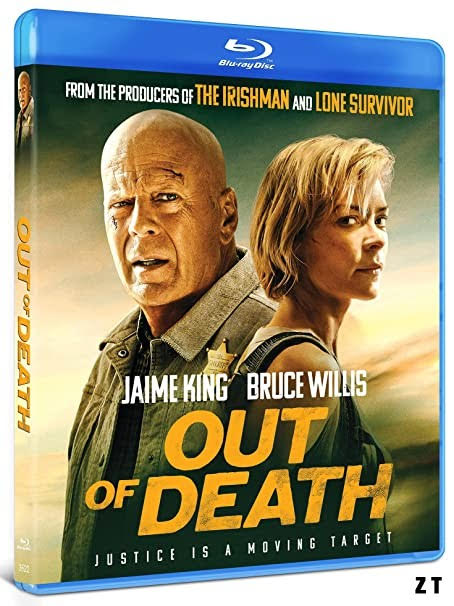 Blu-ray Disc
FROM THE PRODUCERS OF THE IRISHMAN AND LONE SURVIVOR
JAIME KING BRUCE WILLIS
OUT
OF DEATH
JUSTICE IS A MOVING TARGET
OUT OF DEATH
Z T